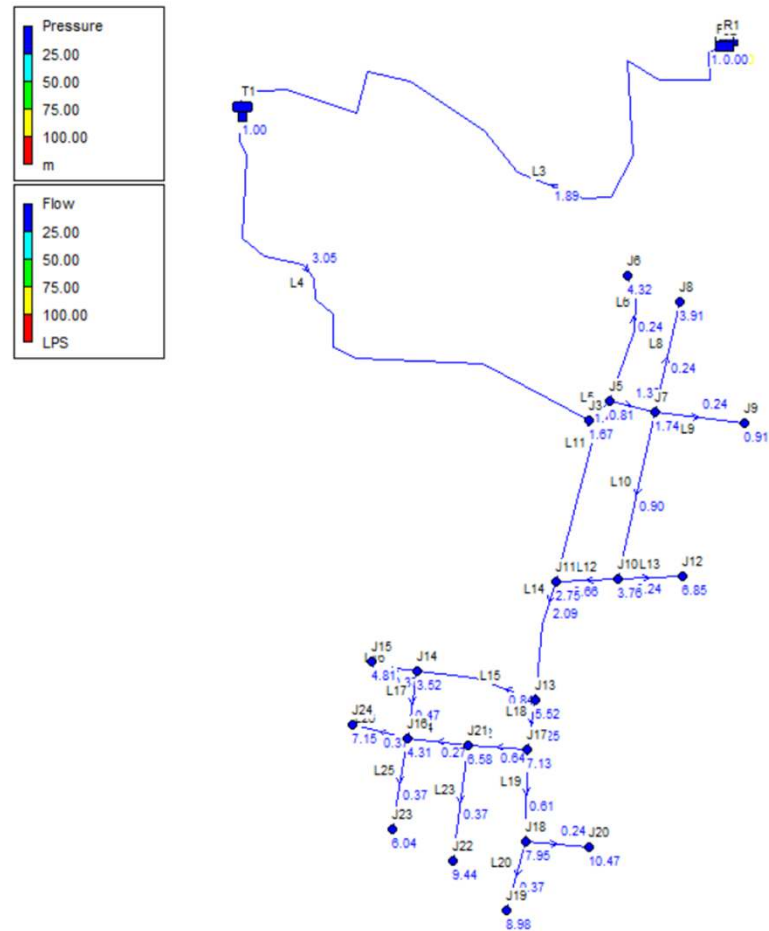 Pressure
25.00
50.00
75.00
100.00
m
Flow
25.00
50.00
75.00
100.00
LPS
R1
1.00
T1
1.00
L3
1.89
3.05
L4
J6
4.32
L6
0.24
J8
3.91
L8
0.24
J5
L5
0.81
J3
1.67
J7
1.74
0.24
L9
J9
0.91
L11
L10
0.90
J11
L12
J10
L13
J12
2.75
3.76
6.85
L14
2.09
J15
4.81
J14
3.52
L15
J13
5.52
L17
0.47
L18
J24
7.15
J16
4.31
0.27
J21
6.58
0.64
J17
7.13
L25
0.37
L23
0.37
L19
0.61
J23
6.04
J22
9.44
J18
7.95
0.24
J20
10.47
L20
0.37
J19
8.98